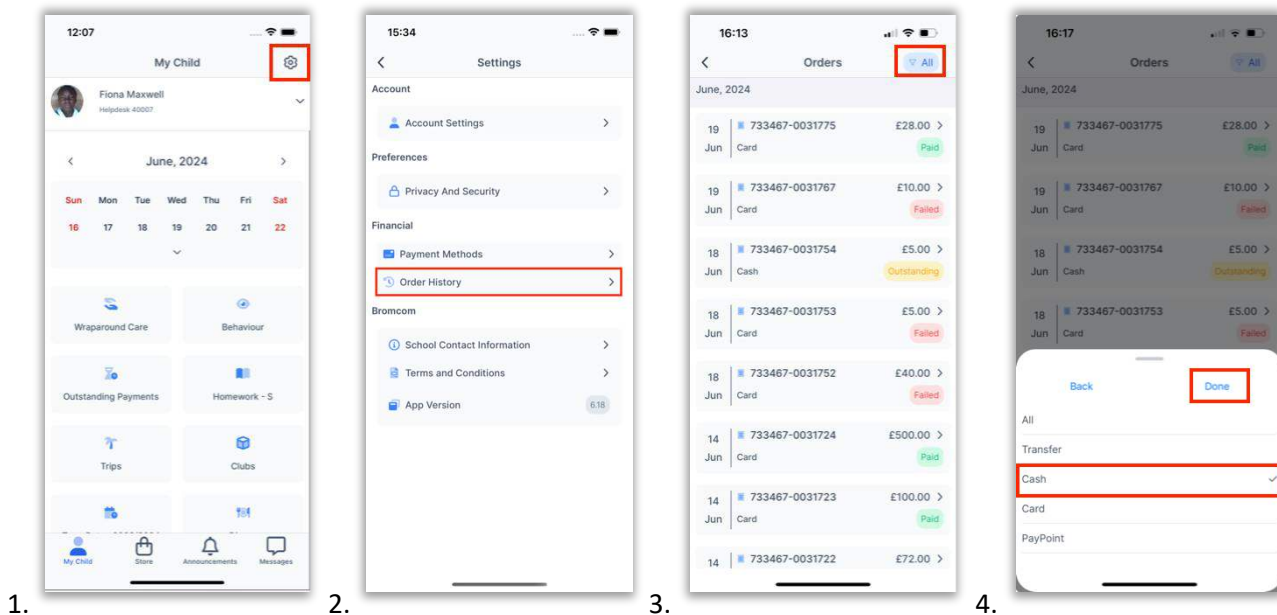 12:07
My Child
Fiona Maxwell
Helpdesk 40007
June, 2024
Sun Mon Tue Wed Thu Fri Sat
16 17 18 19 20 21 22
Wraparound Care Behaviour
Outstanding Payments Homework - S
Trips Clubs
My Child Store Announcements Messages
1.
15:34
Settings
Account
Account Settings
Preferences
Privacy And Security
Financial
Payment Methods
Order History
Bromcom
School Contact Information
Terms and Conditions
App Version 6.18
2.
16:13
Orders All
June, 2024
19 733467-0031775 £28.00
Jun Card Paid
19 733467-0031767 £10.00
Jun Card Failed
18 733467-0031754 £5.00
Jun Cash Outstanding
18 733467-0031753 £5.00
Jun Card Failed
18 733467-0031752 £40.00
Jun Card Failed
14 733467-0031724 £500.00
Jun Card Paid
14 733467-0031723 £100.00
Jun Card Paid
14 733467-0031722 £72.00
3.
16:17
Orders All
June, 2024
19 733467-0031775 £28.00
Jun Card Paid
19 733467-0031767 £10.00
Jun Card Failed
18 733467-0031754 £5.00
Jun Cash Outstanding
18 733467-0031753 £5.00
Jun Card Failed
Back Done
All
Transfer
Cash
Card
PayPoint
4.